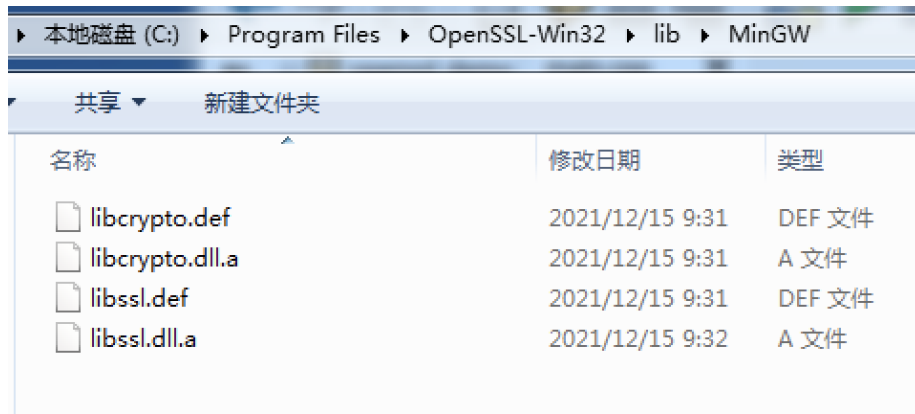 本地磁盘 (C:) Program Files OpenSSL-Win32 lib MinGW
共享 新建文件夹
名称 修改日期 类型
libcrypto.def 2021/12/15 9:31 DEF 文件
libcrypto.dll.a 2021/12/15 9:31 A 文件
libssl.def 2021/12/15 9:31 DEF 文件
libssl.dll.a 2021/12/15 9:32 A 文件